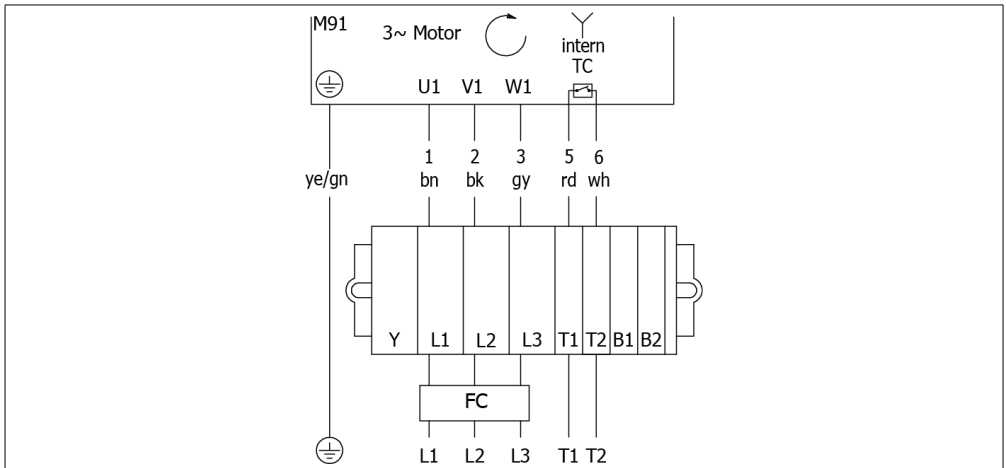 M91
3~ Motor
intern
TC
U1 V1 W1
1 2 3 5 6
ye/gn bn bk gy rd wh
Y L1 L2 L3 T1 T2 B1 B2
FC
L1 L2 L3 T1 T2